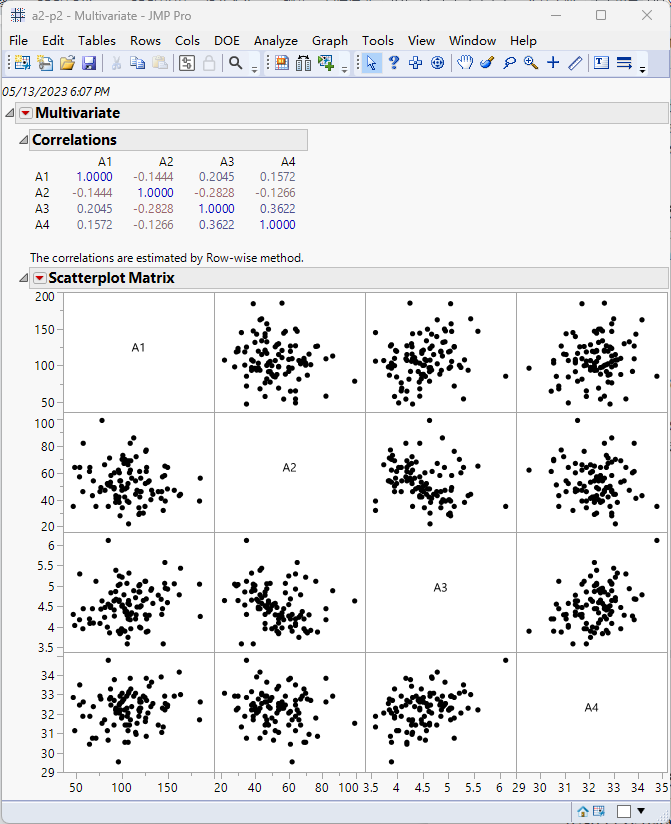 a2-p2 - Multivariate - JMP Pro
File Edit Tables Rows Cols DOE Analyze Graph Tools View Window Help
05/13/2023 6:07 PM
Multivariate
Correlations
A1 A2 A3 A4
A1 1.0000 -0.1444 0.2045 0.1572
A2 -0.1444 1.0000 -0.2828 -0.1266
A3 0.2045 -0.2828 1.0000 0.3622
A4 0.1572 -0.1266 0.3622 1.0000
The correlations are estimated by Row-wise method.
Scatterplot Matrix
200
150
A1
100
50
100
80
A2
60
40
20
6
5.5
5
A3
4.5
4
3.5
34
33
A4
32
31
30
29
50 100 150 20 40 60 80 100 3.5 4 4.5 5 5.5 6 29 30 31 32 33 34 35